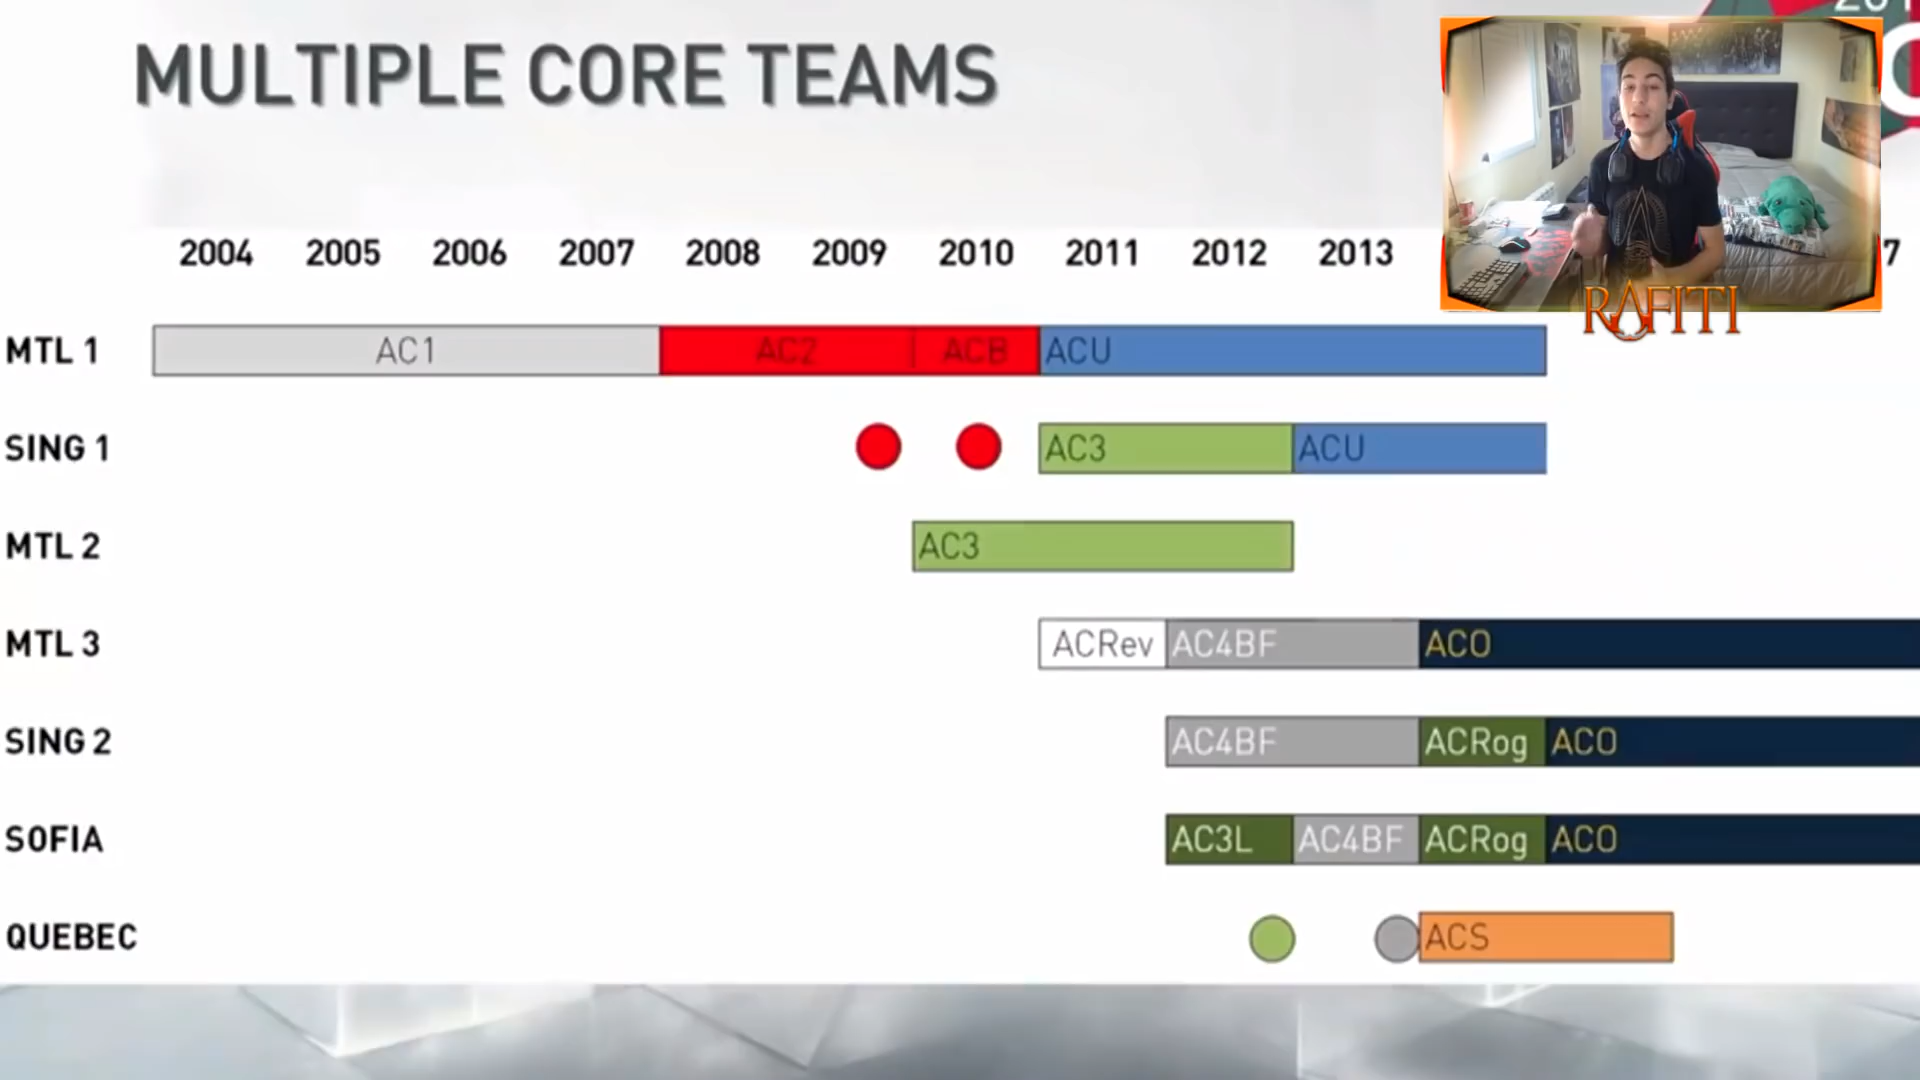 MULTIPLE CORE TEAMS
2004 2005 2006 2007 2008 2009 2010 2011 2012 2013 7
RAFITI
MTL 1 AC1 AC2 ACB ACU
SING 1 AC3 ACU
MTL 2 AC3
MTL 3 ACRev AC4BF ACO
SING 2 AC4BF ACRog ACO
SOFIA AC3L AC4BF ACRog ACO
QUEBEC ACS